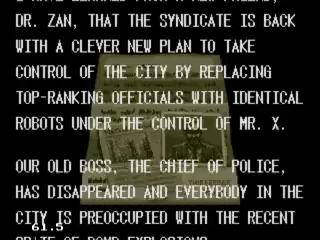 DR. ZAN, THAT THE SYNDICATE IS BACK
WITH A CLEVER NEW PLAN TO TAKE
CONTROL OF THE CITY BY REPLACING
TOP-RANKING OFFICIALS WITH IDENTICAL
ROBOTS UNDER THE CONTROL OF MR. X.
OUR OLD BOSS, THE CHIEF OF POLICE,
HAS DISAPPEARED AND EVERYBODY IN THE
CITY IS PREOCCUPIED WITH THE RECENT
61.5